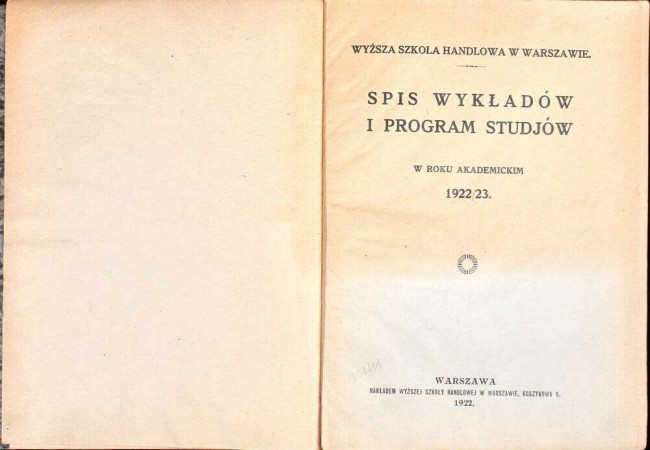 WYŻSZA SZKOŁA HANDLOWA W WARSZAWIE.
SPIS WYKŁADÓW
I PROGRAM STUDJÓW
W ROKU AKADEMICKIM
1922/23.
WARSZAWA
NAKŁADEM WYŻSZEJ SZKOŁY HANDLOWEJ W WARSZAWIE, KOSZYKOWA 9.
1922.